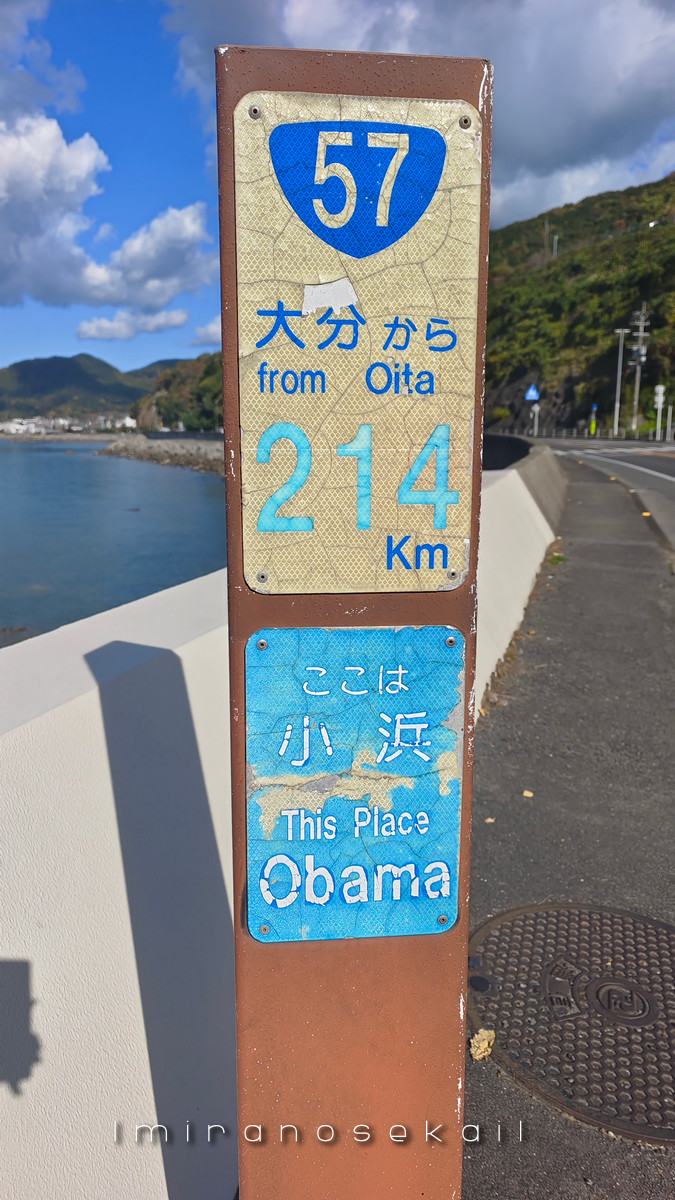 57
大分から
from Oita
214
Km
ここは
小浜
This Place
Obama
Imiranosekail